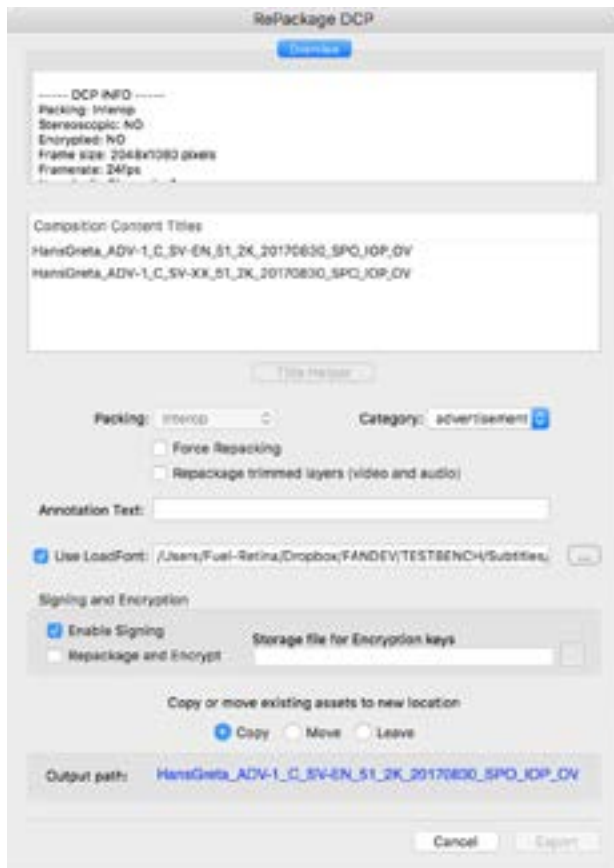 RePackage DCP
Overview
------ DCP INFO ------
Packing: Interop
Stereoscopic: NO
Encrypted: NO
Frame size: 2048x1080 pixels
Framerate: 24fps
Compsition Content Titles
HansGreta_ADV-1_C_SV-EN_51_2K_20170830_SPO_IOP_OV
HansGreta_ADV-1_C_SV-XX_51_2K_20170830_SPO_IOP_OV
Title Helper
Packing: Interop Category: advertisement
Force Repacking
Repackage trimmed layers (video and audio)
Annotation Text:
Use LoadFont: /Users/Fuel-Retina/Dropbox/FANDEV/TESTBENCH/Subtitles/ ...
Signing and Encryption
Enable Signing
Storage file for Encryption keys
Repackage and Encrypt
Copy or move existing assets to new location
Copy Move Leave
Output path: HansGreta_ADV-1_C_SV-EN_51_2K_20170830_SPO_IOP_OV
Cancel Export